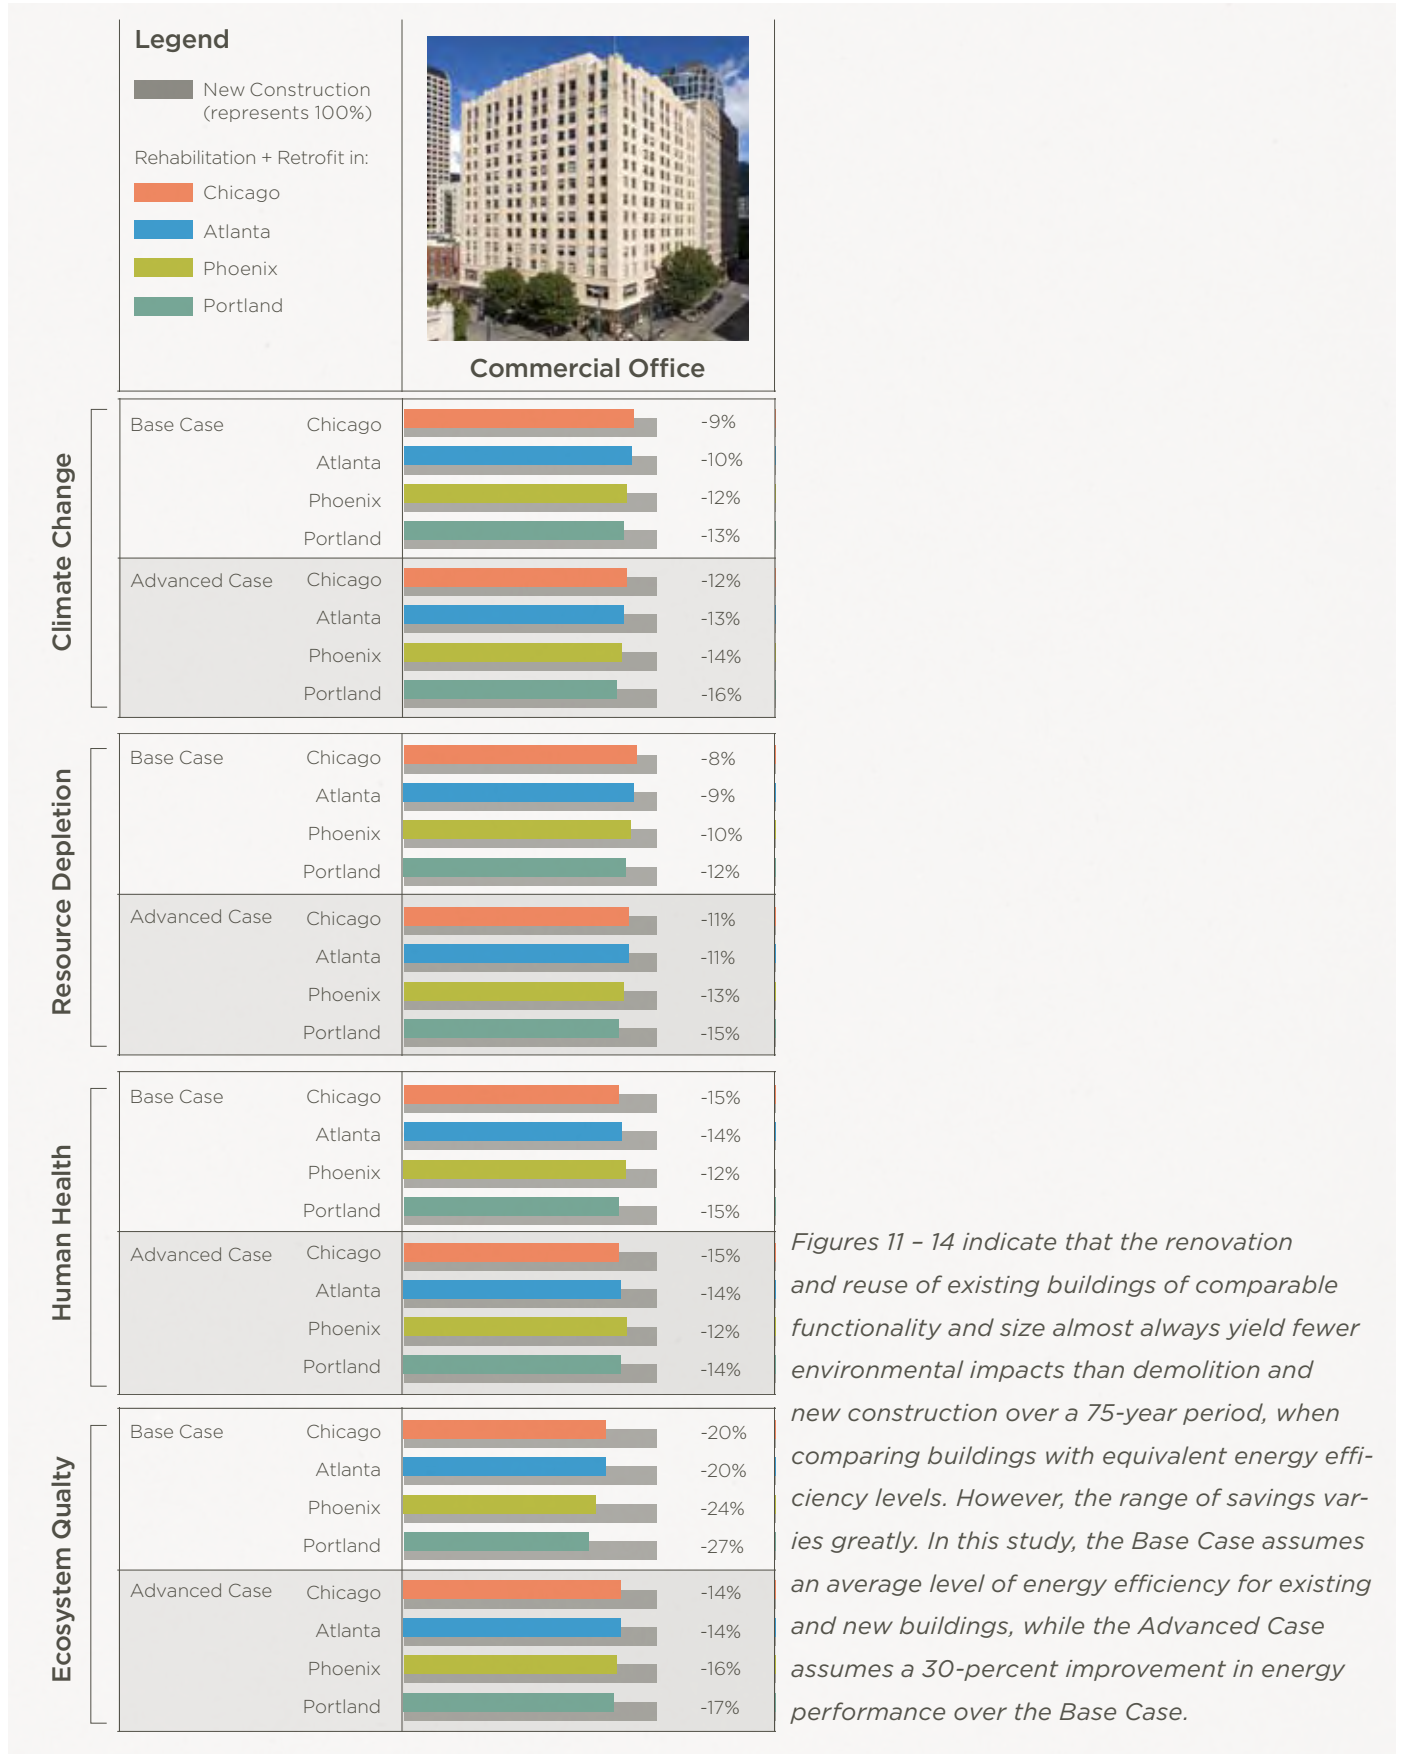 Legend
New Construction
(represents 100%)
Rehabilitation + Retrofit in:
Chicago
Atlanta
Phoenix
Portland
Commercial Office
Climate Change
Base Case Chicago -9%
Atlanta -10%
Phoenix -12%
Portland -13%
Advanced Case Chicago -12%
Atlanta -13%
Phoenix -14%
Portland -16%
Resource Depletion
Base Case Chicago -8%
Atlanta -9%
Phoenix -10%
Portland -12%
Advanced Case Chicago -11%
Atlanta -11%
Phoenix -13%
Portland -15%
Human Health
Base Case Chicago -15%
Atlanta -14%
Phoenix -12%
Portland -15%
Advanced Case Chicago -15%
Atlanta -14%
Phoenix -12%
Portland -14%
Ecosystem Qualty
Base Case Chicago -20%
Atlanta -20%
Phoenix -24%
Portland -27%
Advanced Case Chicago -14%
Atlanta -14%
Phoenix -16%
Portland -17%
Figures 11 – 14 indicate that the renovation
and reuse of existing buildings of comparable
functionality and size almost always yield fewer
environmental impacts than demolition and
new construction over a 75-year period, when
comparing buildings with equivalent energy effi-
ciency levels. However, the range of savings var-
ies greatly. In this study, the Base Case assumes
an average level of energy efficiency for existing
and new buildings, while the Advanced Case
assumes a 30-percent improvement in energy
performance over the Base Case.